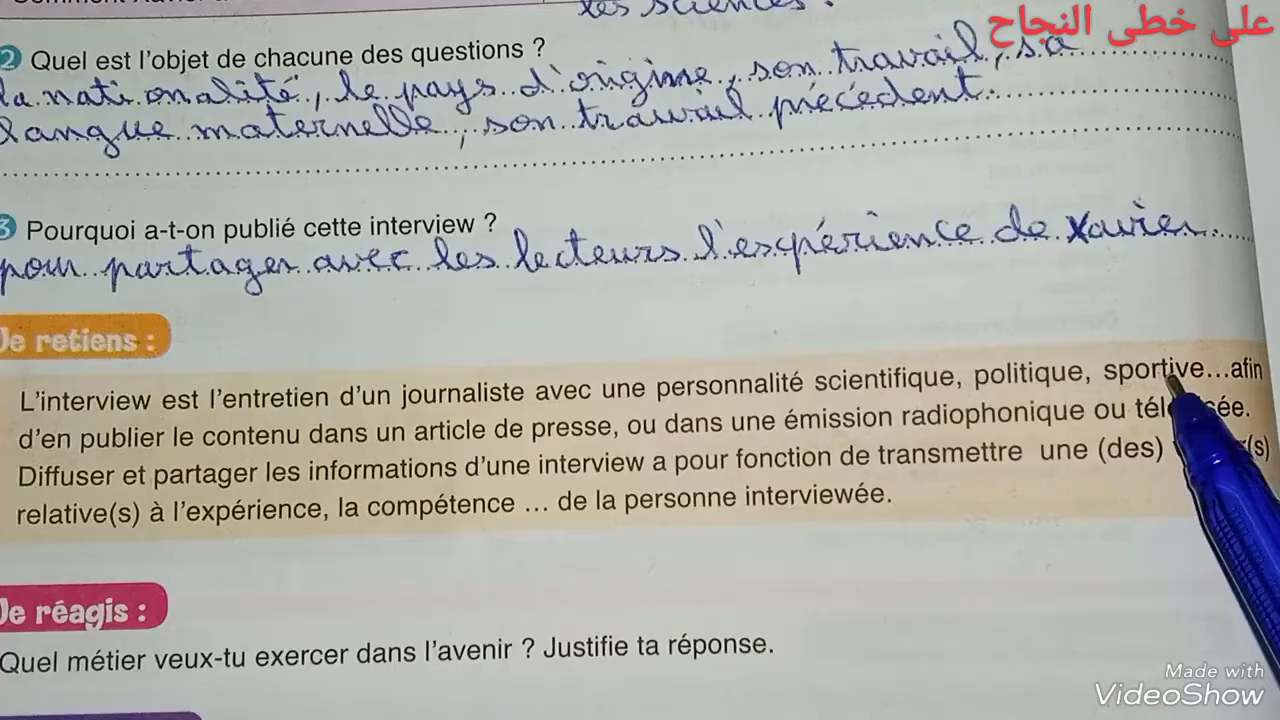 les sciences.
على خطى النجاح
2 Quel est l'objet de chacune des questions ?
la nationalité, le pays d'origine, son travail, sa
langue maternelle, son travail précédent.
3 Pourquoi a-t-on publié cette interview ?
pour partager avec les lecteurs l'expérience de Xavier
Je retiens :
L'interview est l'entretien d'un journaliste avec une personnalité scientifique, politique, sportive...afin
d'en publier le contenu dans un article de presse, ou dans une émission radiophonique ou
Diffuser et partager les informations d'une interview a pour fonction de transmettre une (des)
relative(s) à l'expérience, la compétence ... de la personne interviewée.
Je réagis :
Quel métier veux-tu exercer dans l'avenir ? Justifie ta réponse.
Made with
VideoShow